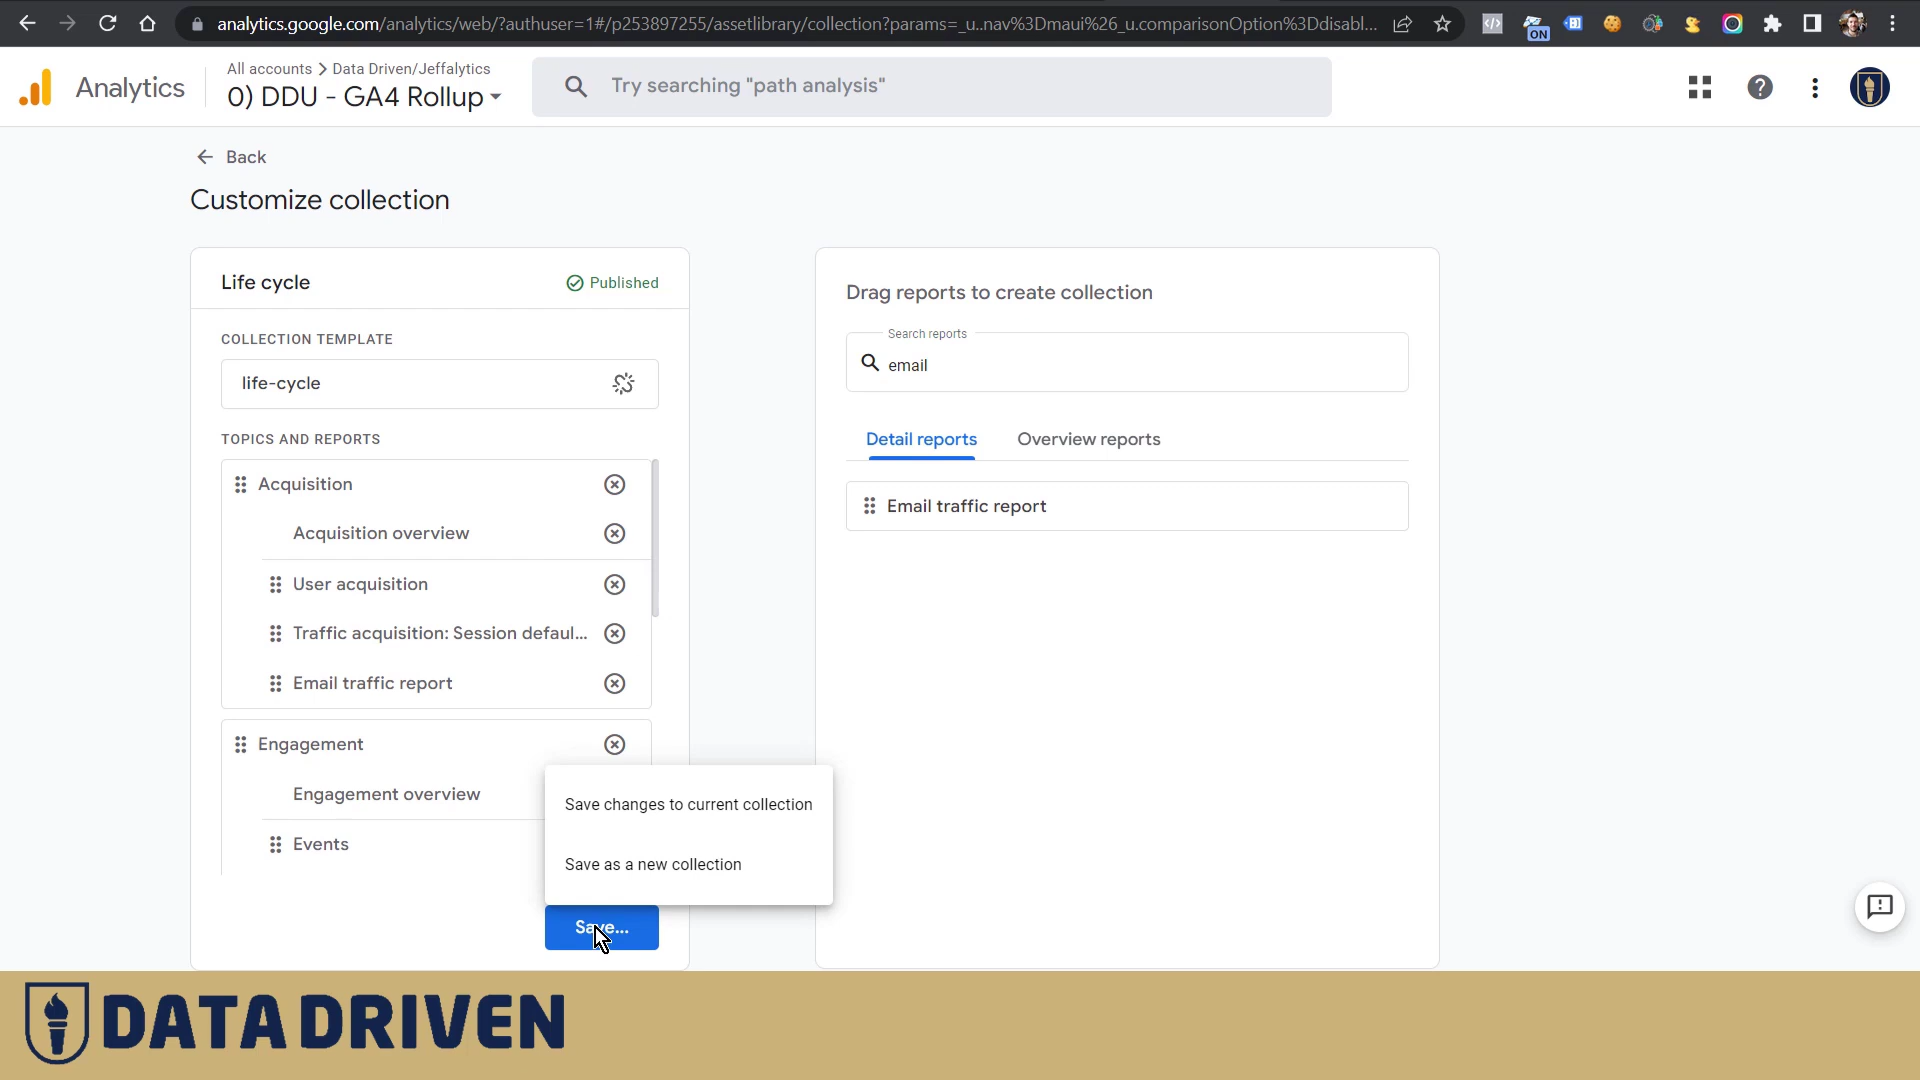 analytics.google.com/analytics/web/?authuser=1#/p253897255/assetlibrary/collection?params=_u..nav%3Dmaui%26_u.comparisonOption%3Ddisabl...
ON
Analytics
All accounts > Data Driven/Jeffalytics
0) DDU - GA4 Rollup
Try searching "path analysis"
Back
Customize collection
Life cycle
Published
COLLECTION TEMPLATE
life-cycle
TOPICS AND REPORTS
Acquisition
Acquisition overview
User acquisition
Traffic acquisition: Session defaul...
Email traffic report
Engagement
Engagement overview
Events
Save changes to current collection
Save as a new collection
Save...
Drag reports to create collection
Search reports
email
Detail reports
Overview reports
Email traffic report
DATA DRIVEN